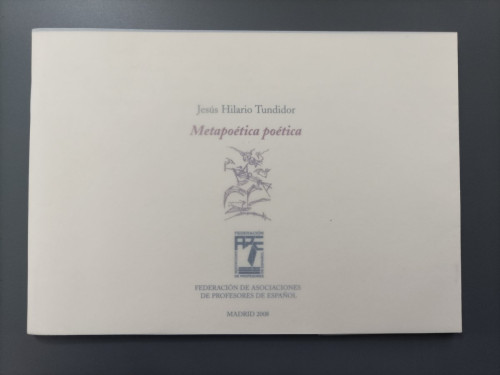 Jesús Hilario Tundidor
Metapoética poética
FEDERACIÓN DE ASOCIACIONES
DE PROFESORES DE ESPAÑOL
MADRID 2008